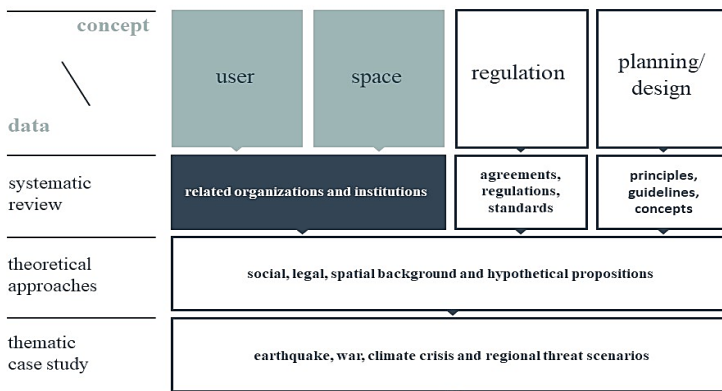 concept
data
user
space
regulation
planning/
design
systematic
review
related organizations and institutions
agreements,
regulations,
standards
principles,
guidelines,
concepts
theoretical
approaches
social, legal, spatial background and hypothetical propositions
thematic
case study
earthquake, war, climate crisis and regional threat scenarios